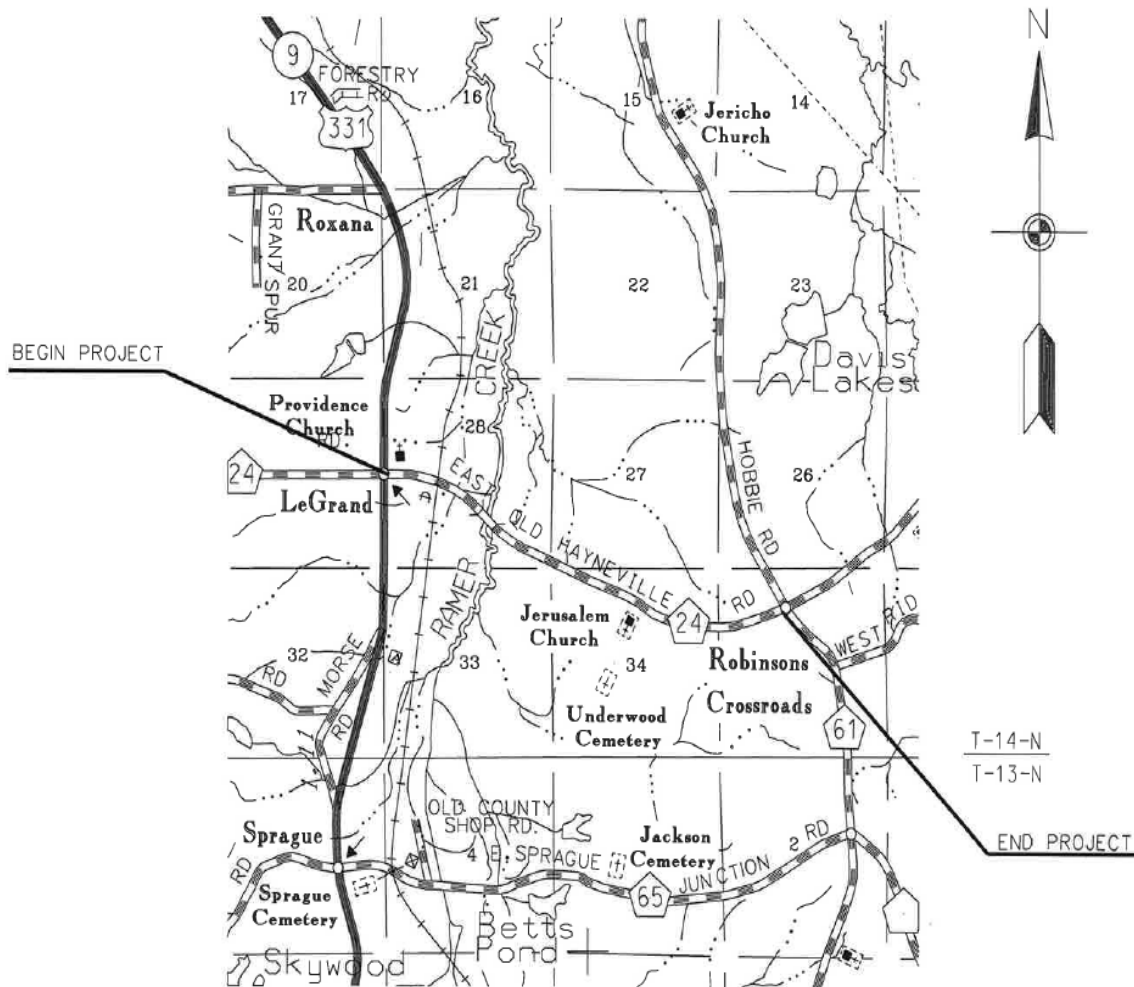 N
9
FORESTRY
RD
17
16
15
14
331
Jericho
Church
Roxana
GRANT SPUR
20
21
22
23
CREEK
BEGIN PROJECT
Davis
Lakes
Providence
Church
RD.
28
27
26
24
EAST OLD HAYNEVILLE RD
HOBBIE RD
LeGrand
RAMER
Jerusalem
Church
24
32
33
34
MORSE
RD
RD
Robinsons
Crossroads
Underwood
Cemetery
61
T-14-N
T-13-N
OLD COUNTY
SHOP RD.
Sprague
4
E. SPRAGUE
Jackson
Cemetery
JUNCTION 2 RD
END PROJECT
RD
65
Sprague
Cemetery
Betts
Pond
Skywood